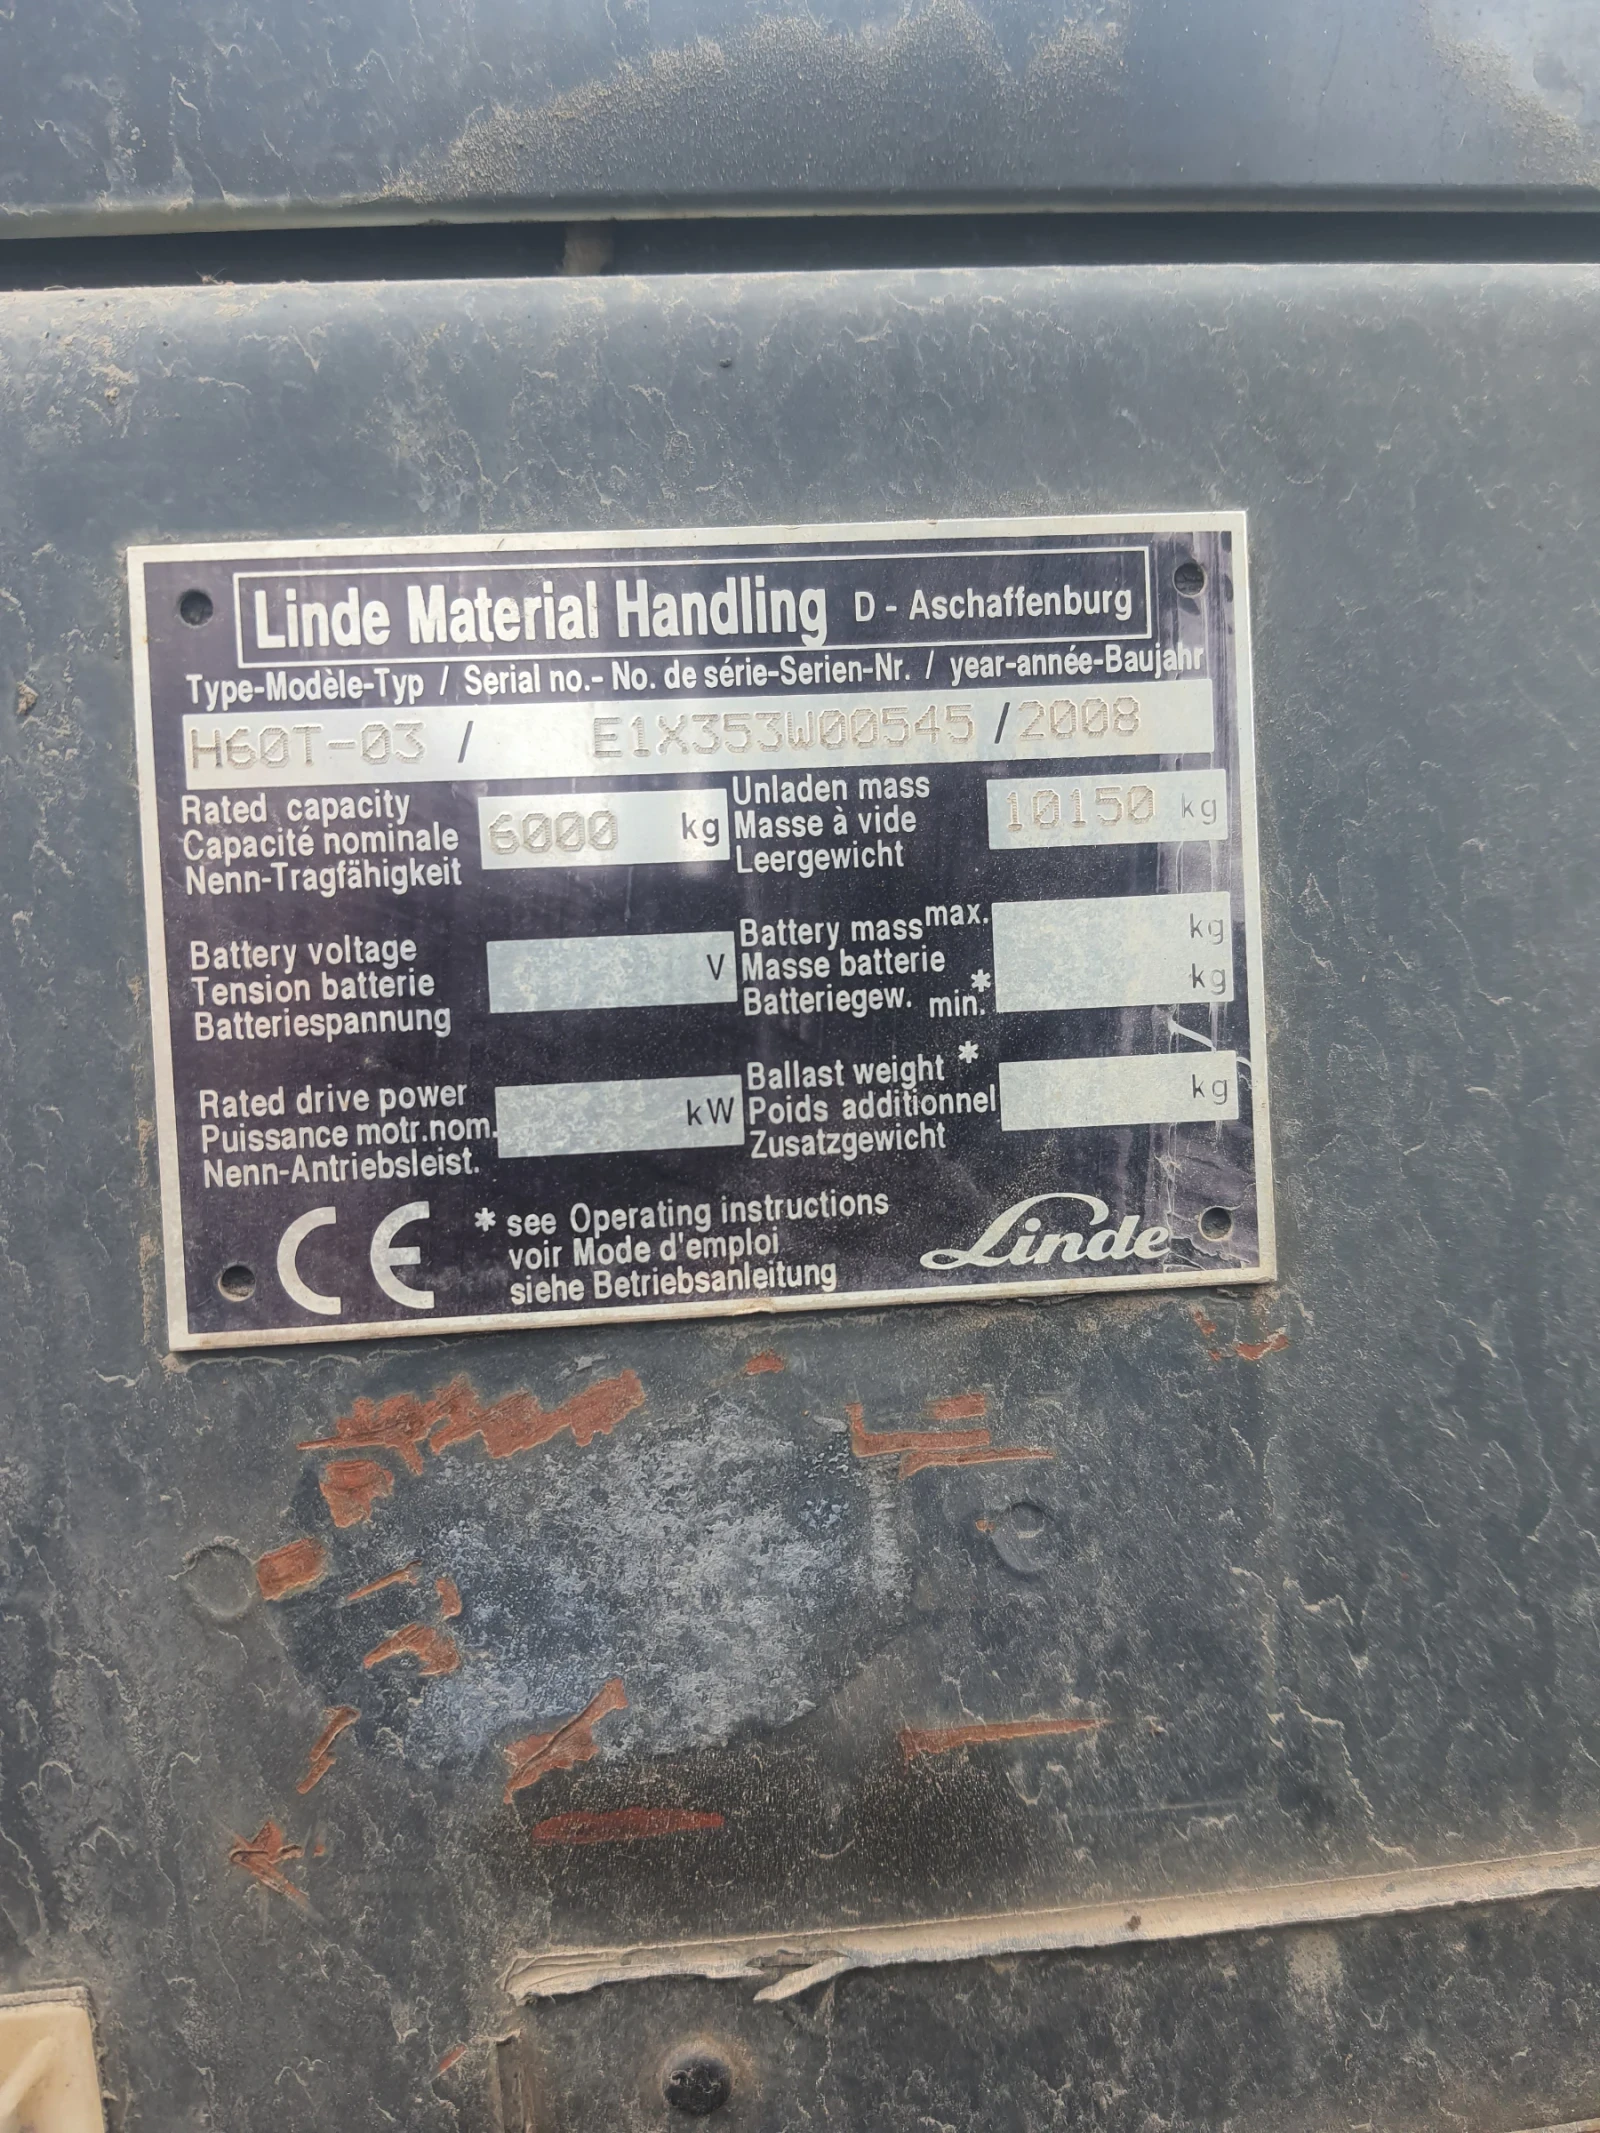 Linde Material Handling D - Aschaffenburg
Type-Modèle-Typ / Serial no.- No. de série-Serien-Nr. / year-année-Baujahr
H60T-03 / E1X353W00545 / 2008
Rated capacity
Capacité nominale
Nenn-Tragfähigkeit
6000 kg
Unladen mass
Masse à vide
Leergewicht
10150 kg
Battery voltage
Tension batterie
Batteriespannung
V
Battery mass max.
Masse batterie
Batteriegew. min.*
kg
kg
Rated drive power
Puissance motr.nom.
Nenn-Antriebsleist.
kW
Ballast weight *
Poids additionnel
Zusatzgewicht
kg
CE
* see Operating instructions
voir Mode d'emploi
siehe Betriebsanleitung
Linde